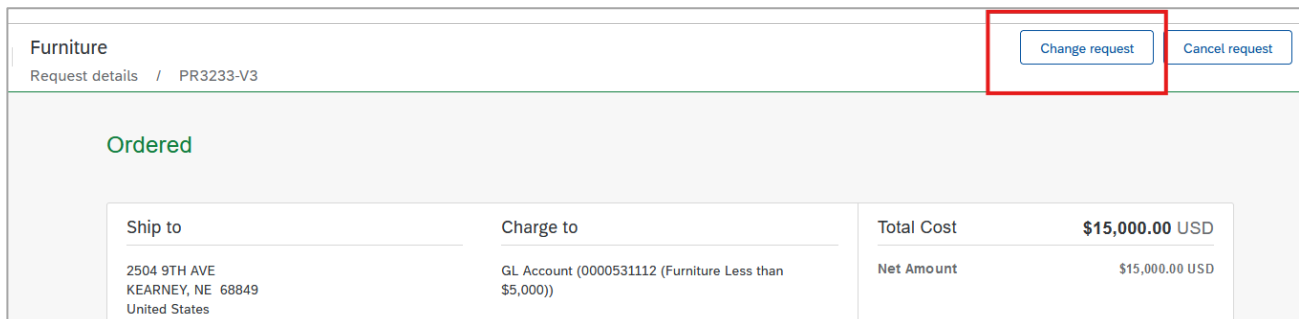 Furniture
Change request
Cancel request
Request details / PR3233-V3
Ordered
Ship to
2504 9TH AVE
KEARNEY, NE 68849
United States
Charge to
GL Account (0000531112 (Furniture Less than
$5,000))
Total Cost $15,000.00 USD
Net Amount $15,000.00 USD